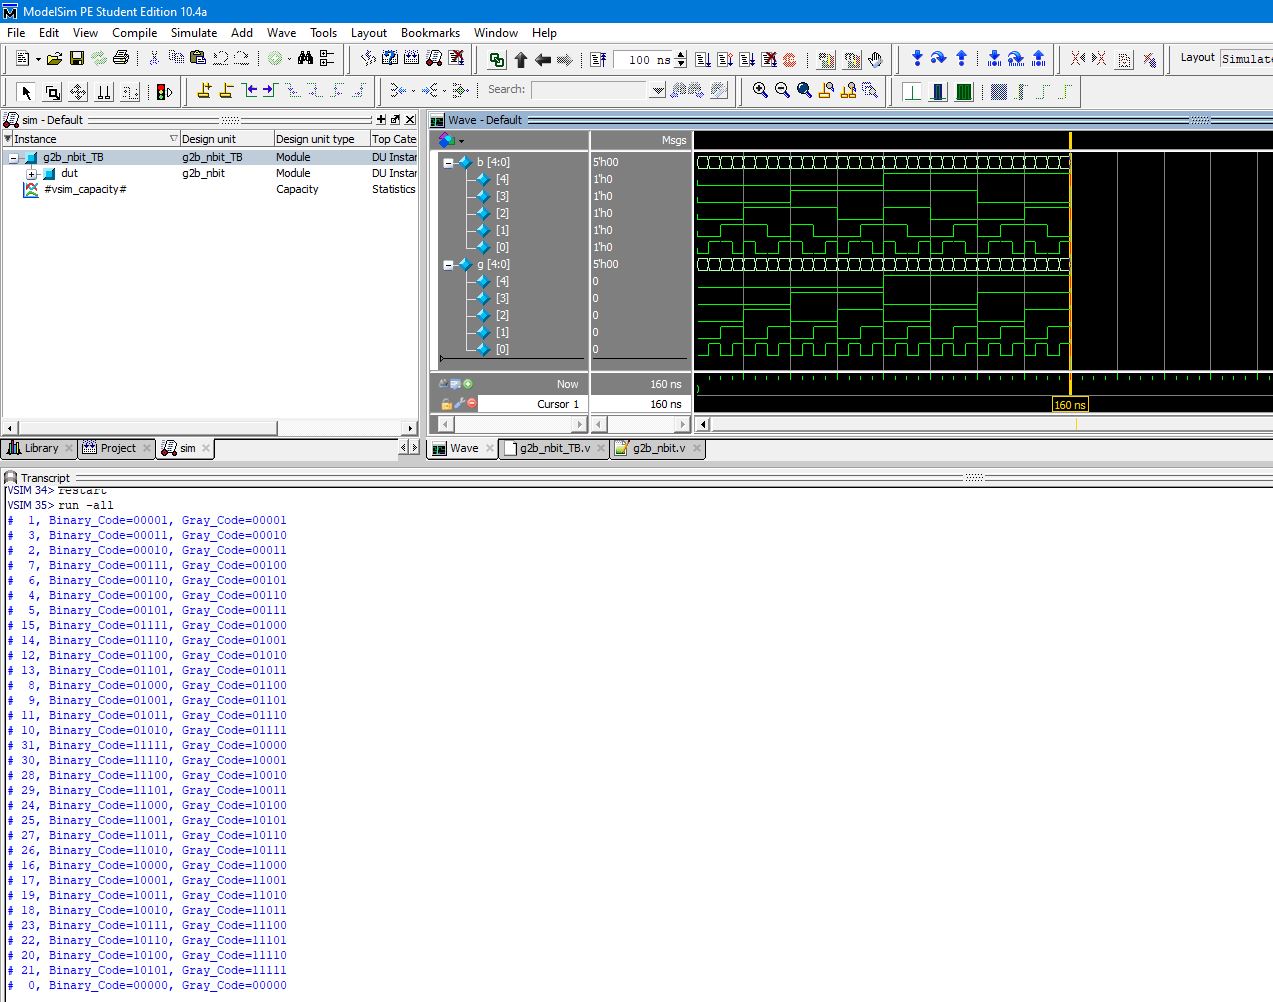 ModelSim PE Student Edition 10.4a
File Edit View Compile Simulate Add Wave Tools Layout Bookmarks Window Help
100 ns
Layout Simulate
Search:
sim - Default
Wave - Default
Instance Design unit Design unit type Top Cate
g2b_nbit_TB g2b_nbit_TB Module DU Instar
dut g2b_nbit Module DU Instar
#vsim_capacity# Capacity Statistics
Msgs
b [4:0] 5'h00
[4] 1'h0
[3] 1'h0
[2] 1'h0
[1] 1'h0
[0] 1'h0
g [4:0] 5'h00
[4] 0
[3] 0
[2] 0
[1] 0
[0] 0
Now 160 ns
Cursor 1 160 ns
160 ns
Library Project sim
Wave g2b_nbit_TB.v g2b_nbit.v
Transcript
VSIM 34> restart
VSIM 35> run -all
# 1, Binary_Code=00001, Gray_Code=00001
# 3, Binary_Code=00011, Gray_Code=00010
# 2, Binary_Code=00010, Gray_Code=00011
# 7, Binary_Code=00111, Gray_Code=00100
# 6, Binary_Code=00110, Gray_Code=00101
# 4, Binary_Code=00100, Gray_Code=00110
# 5, Binary_Code=00101, Gray_Code=00111
# 15, Binary_Code=01111, Gray_Code=01000
# 14, Binary_Code=01110, Gray_Code=01001
# 12, Binary_Code=01100, Gray_Code=01010
# 13, Binary_Code=01101, Gray_Code=01011
# 8, Binary_Code=01000, Gray_Code=01100
# 9, Binary_Code=01001, Gray_Code=01101
# 11, Binary_Code=01011, Gray_Code=01110
# 10, Binary_Code=01010, Gray_Code=01111
# 31, Binary_Code=11111, Gray_Code=10000
# 30, Binary_Code=11110, Gray_Code=10001
# 28, Binary_Code=11100, Gray_Code=10010
# 29, Binary_Code=11101, Gray_Code=10011
# 24, Binary_Code=11000, Gray_Code=10100
# 25, Binary_Code=11001, Gray_Code=10101
# 27, Binary_Code=11011, Gray_Code=10110
# 26, Binary_Code=11010, Gray_Code=10111
# 16, Binary_Code=10000, Gray_Code=11000
# 17, Binary_Code=10001, Gray_Code=11001
# 19, Binary_Code=10011, Gray_Code=11010
# 18, Binary_Code=10010, Gray_Code=11011
# 23, Binary_Code=10111, Gray_Code=11100
# 22, Binary_Code=10110, Gray_Code=11101
# 20, Binary_Code=10100, Gray_Code=11110
# 21, Binary_Code=10101, Gray_Code=11111
# 0, Binary_Code=00000, Gray_Code=00000